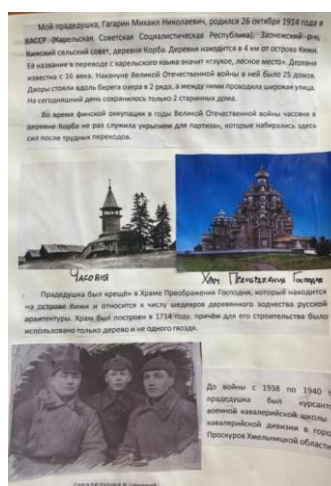 Мой прадедушка, Гагарин Михаил Николаевич, родился 26 октября 1914 года в
КАССР (Карельская Советская Социалистическая Республика), Заонежский р-н,
Кижский сельский совет, деревня Корба. Деревня находится в 4 км от острова Кижи.
Её название в переводе с карельского языка значит «глухое, лесное место». Деревня
известна с 16 века. Накануне Великой Отечественной войны в ней было 25 домов.
Дворы стояли вдоль берега озера в 2 ряда, а между ними проходила широкая улица.
На сегодняшний день сохранилось только 2 старинных дома.
Во время финской оккупации в годы Великой Отечественной войны часовня в
деревне Корба не раз служила укрытием для партизан, которые набирались здесь
сил после трудных переходов.
Часовня
Храм Преображения Господня
Прадедушка был крещён в Храме Преображения Господня, который находится
на острове Кижи и относится к числу шедевров деревянного зодчества русской
архитектуры. Храм был построен в 1714 году, причём для его строительства было
использовано только дерево и не одного гвоздя.
До войны с 1938 по 1940 г
прадедушка был курсант
военной кавалерийской школы
кавалерийской дивизии в горо
Проскуров Хмельницкой област
(прадедушка в центре)